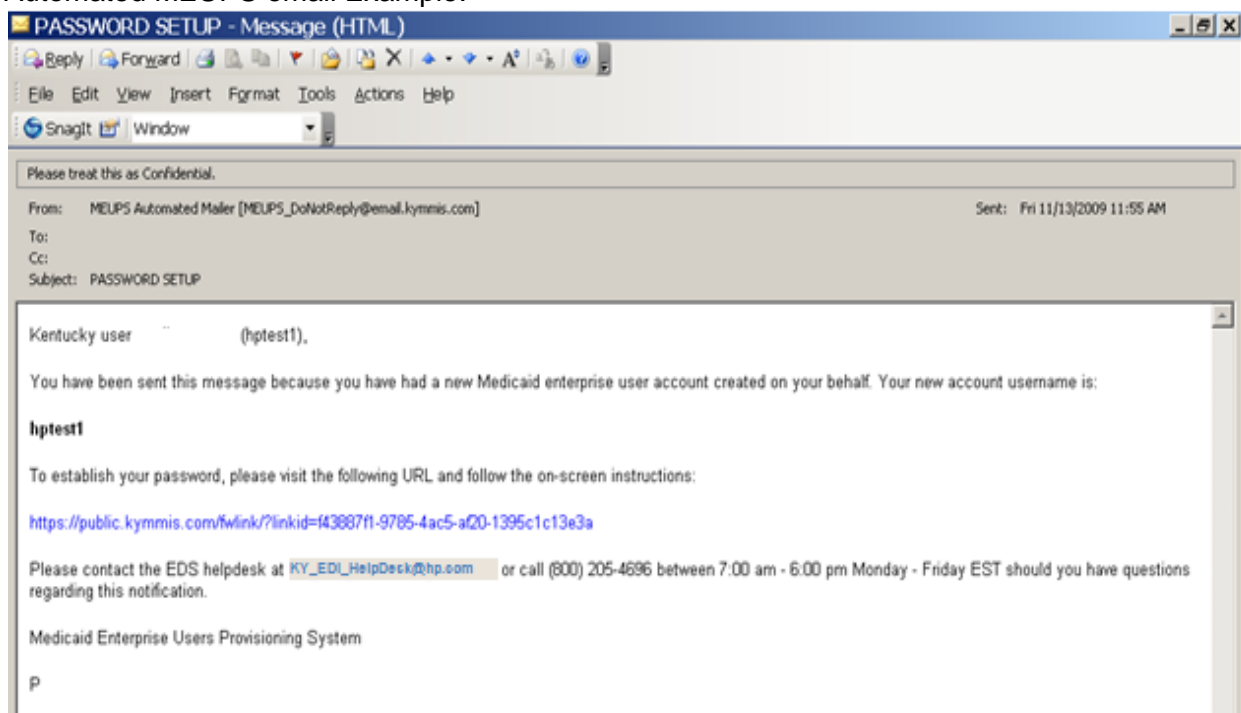 Automated MEUPS email Example:
PASSWORD SETUP - Message (HTML)
Reply Forward
File Edit View Insert Format Tools Actions Help
SnagIt Window
Please treat this as Confidential.
From: MEUPS Automated Mailer [MEUPS_DoNotReply@email.kymmis.com] Sent: Fri 11/13/2009 11:55 AM
To:
Cc:
Subject: PASSWORD SETUP
Kentucky user (hptest1),
You have been sent this message because you have had a new Medicaid enterprise user account created on your behalf. Your new account username is:
hptest1
To establish your password, please visit the following URL and follow the on-screen instructions:
https://public.kymmis.com/fwlink/?linkid=f43887f1-9785-4ac5-af20-1395c1c13e3a
Please contact the EDS helpdesk at KY_EDI_HelpDesk@hp.com or call (800) 205-4696 between 7:00 am - 6:00 pm Monday - Friday EST should you have questions
regarding this notification.
Medicaid Enterprise Users Provisioning System
P